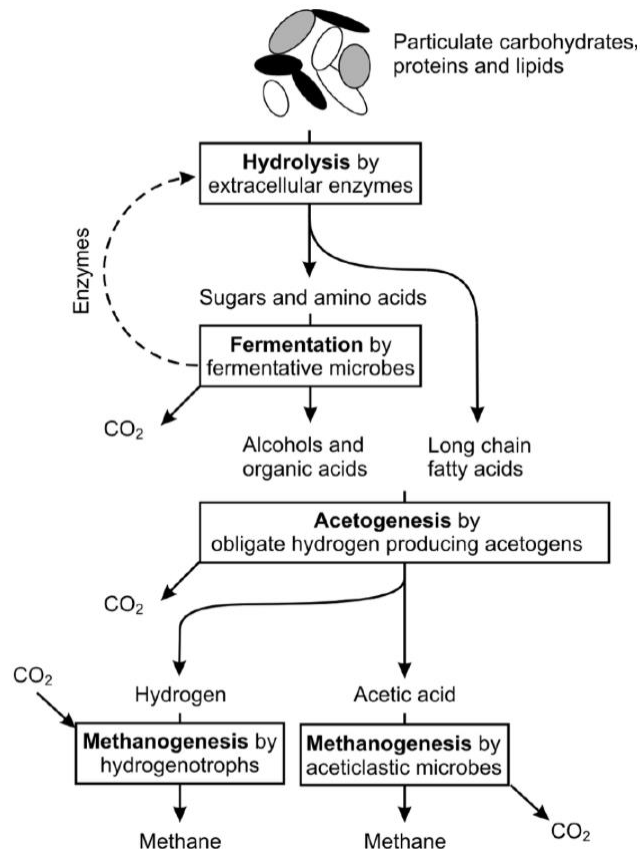 Particulate carbohydrates,
proteins and lipids
Hydrolysis by
extracellular enzymes
Enzymes
Sugars and amino acids
Fermentation by
fermentative microbes
CO₂
Alcohols and
organic acids
Long chain
fatty acids
Acetogenesis by
obligate hydrogen producing acetogens
CO₂
CO₂
Hydrogen
Acetic acid
Methanogenesis by
hydrogenotrophs
Methanogenesis by
aceticlastic microbes
CO₂
Methane
Methane